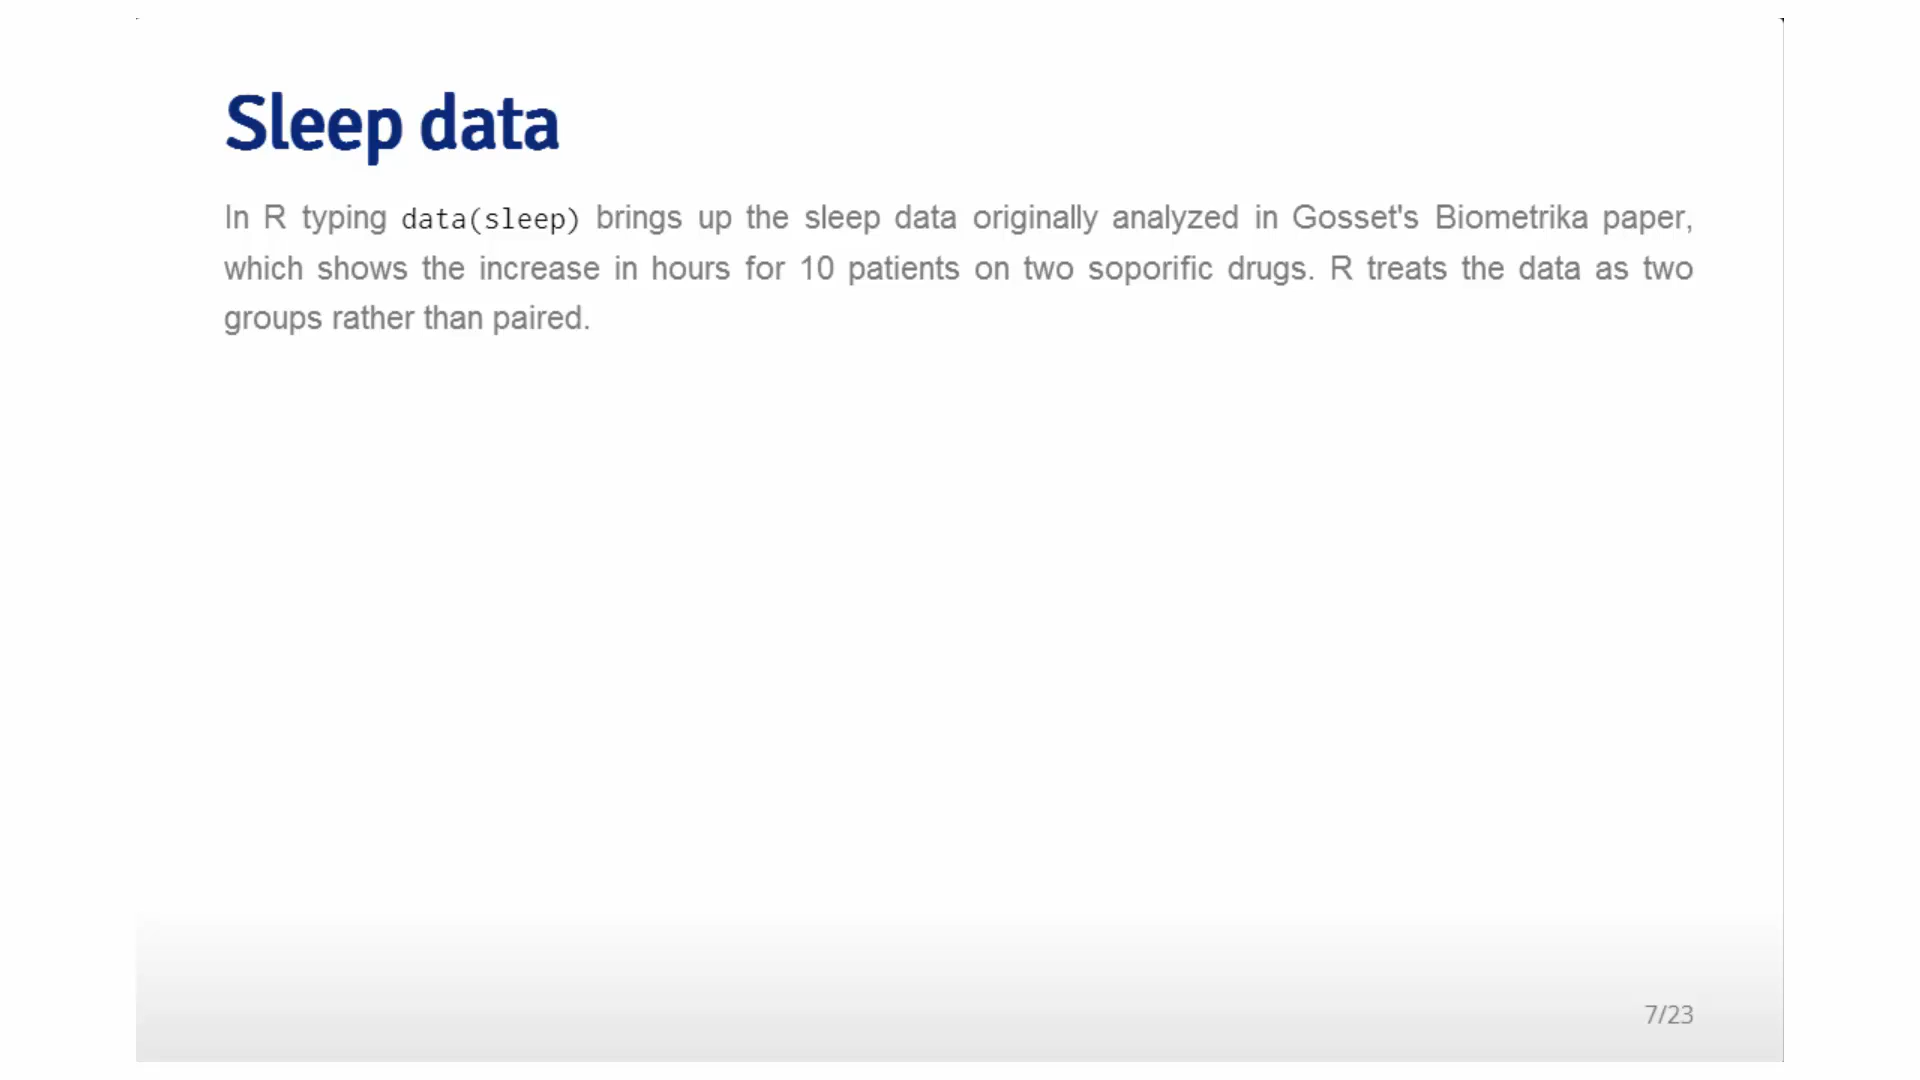 Sleep data
In R typing data(sleep) brings up the sleep data originally analyzed in Gosset's Biometrika paper,
which shows the increase in hours for 10 patients on two soporific drugs. R treats the data as two
groups rather than paired.
7/23